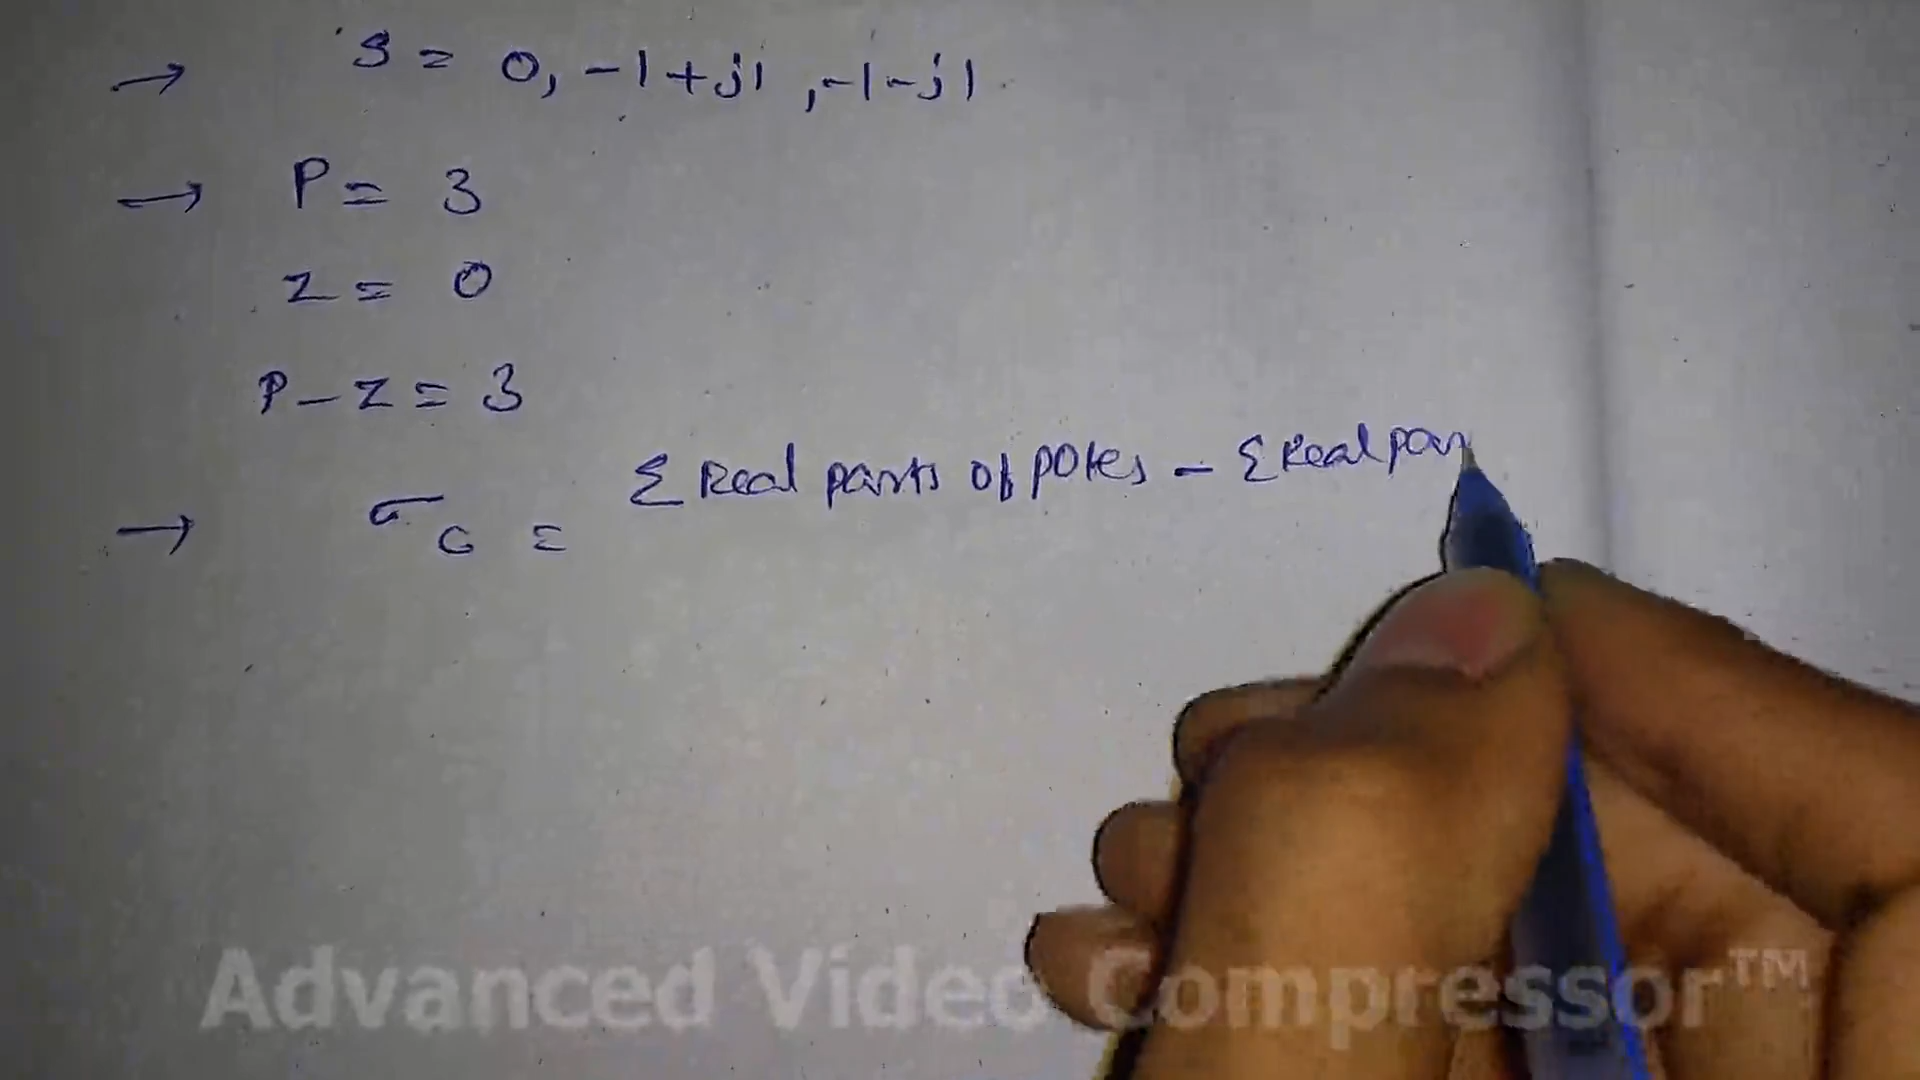 → S = 0, -1+j1, -1-j1
→ P = 3
Z = 0
P - Z = 3
Σ Real parts of poles - Σ Real par
→ σc =
Advanced Video Compressor™